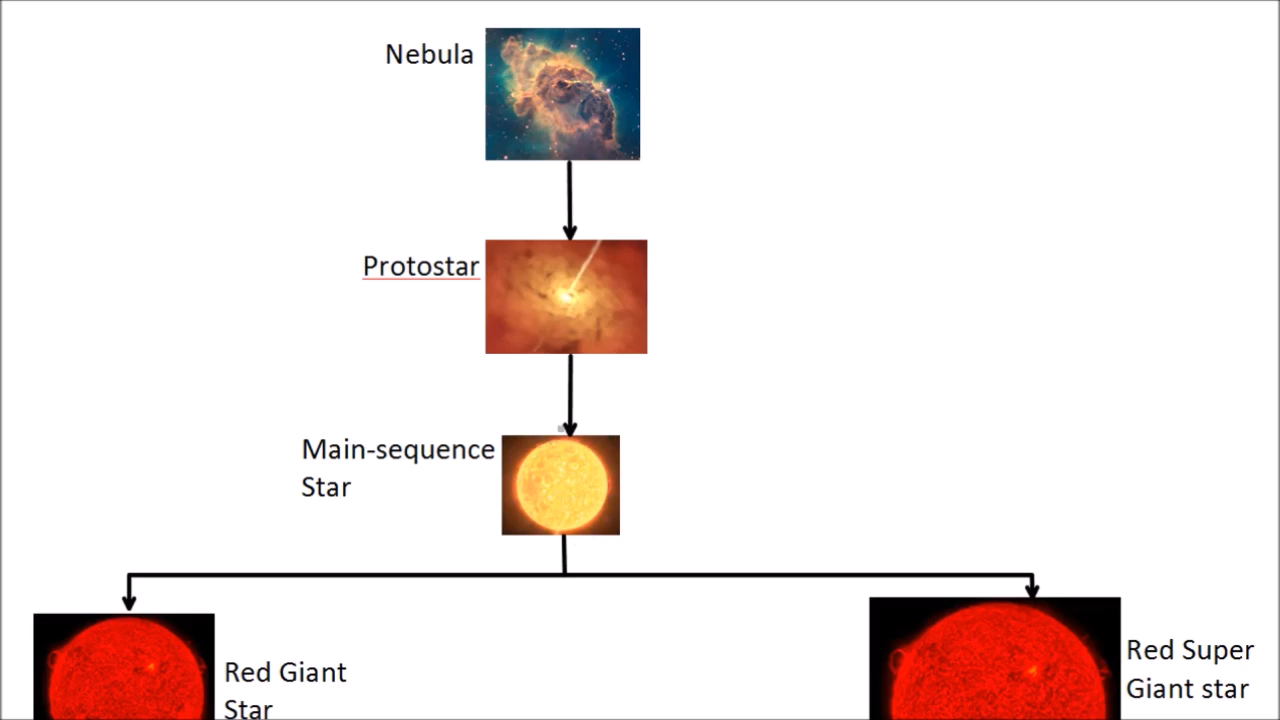 Nebula
Protostar
Main-sequence
Star
Red Giant
Star
Red Super
Giant star